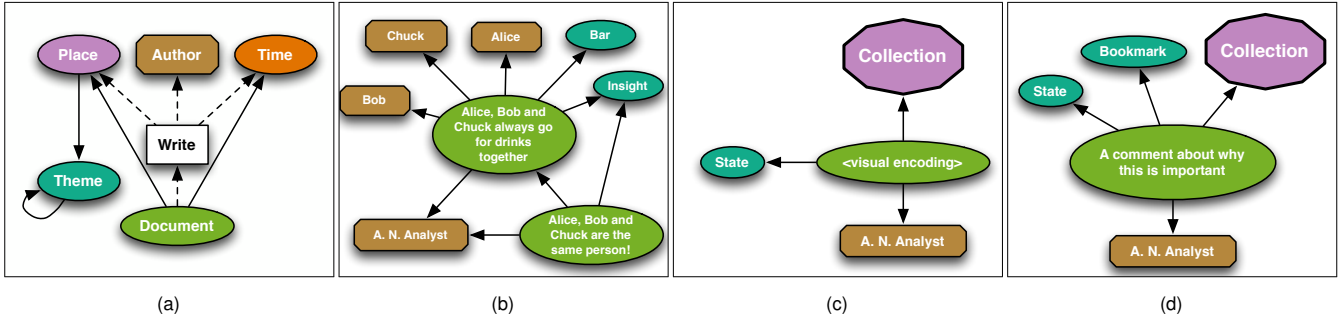 Place
Author
Time
Write
Theme
Document
(a)
Chuck
Alice
Bar
Insight
Bob
Alice, Bob and
Chuck always go
for drinks
together
A. N. Analyst
Alice, Bob and
Chuck are the
same person!
(b)
Collection
State
<visual encoding>
A. N. Analyst
(c)
Bookmark
Collection
State
A comment about why
this is important
A. N. Analyst
(d)